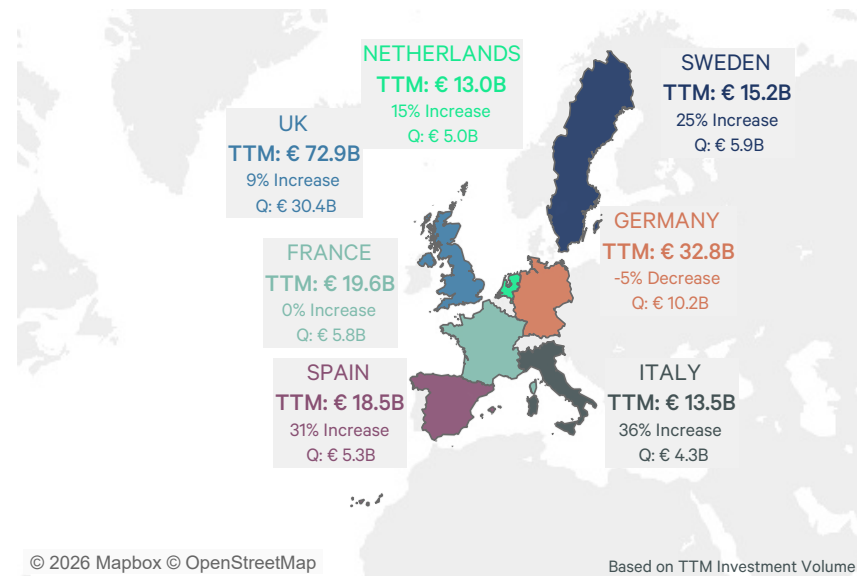 NETHERLANDS
TTM: € 13.0B
15% Increase
Q: € 5.0B
SWEDEN
TTM: € 15.2B
25% Increase
Q: € 5.9B
UK
TTM: € 72.9B
9% Increase
Q: € 30.4B
GERMANY
TTM: € 32.8B
-5% Decrease
Q: € 10.2B
FRANCE
TTM: € 19.6B
0% Increase
Q: € 5.8B
SPAIN
TTM: € 18.5B
31% Increase
Q: € 5.3B
ITALY
TTM: € 13.5B
36% Increase
Q: € 4.3B
© 2026 Mapbox © OpenStreetMap
Based on TTM Investment Volume